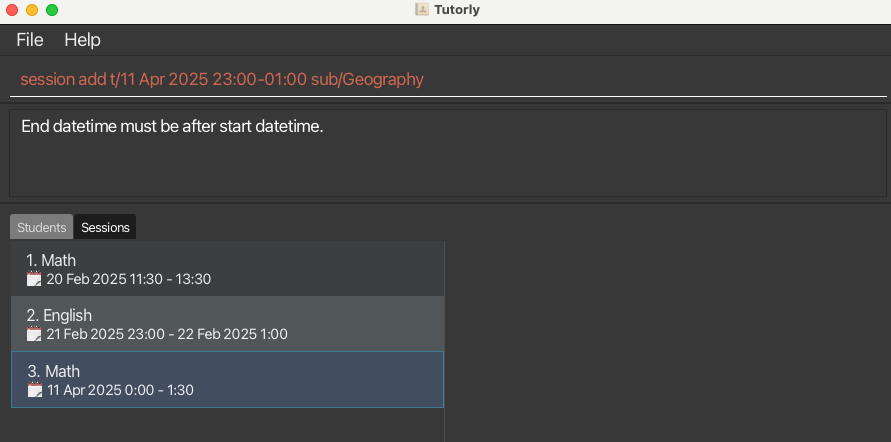 Tutorly
File Help
session add t/11 Apr 2025 23:00-01:00 sub/Geography
End datetime must be after start datetime.
Students Sessions
1. Math
20 Feb 2025 11:30 - 13:30
2. English
21 Feb 2025 23:00 - 22 Feb 2025 1:00
3. Math
11 Apr 2025 0:00 - 1:30